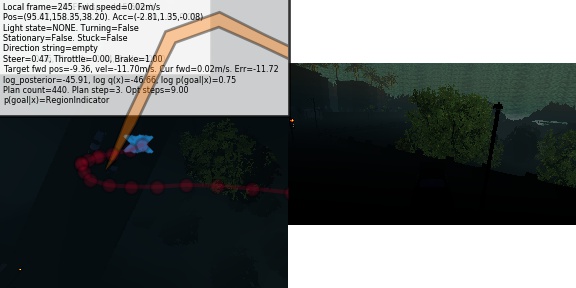 Local frame=245: Fwd speed=0.02m/s
Pos=(95.41,158.35,38.20). Acc=(-2.81,1.35,-0.08)
Light state=NONE. Turning=False
Stationary=False. Stuck=False
Direction string=empty
Steer=0.47, Throttle=0.00, Brake=1.00
Target fwd pos=-9.36, vel=-11.70m/s. Cur fwd=0.02m/s. Err=-11.72
log_posterior=-45.91, log q(x)=-46.66, log p(goal|x)=0.75
Plan count=440. Plan step=3. Opt steps=9.00
p(goal|x)=RegionIndicator